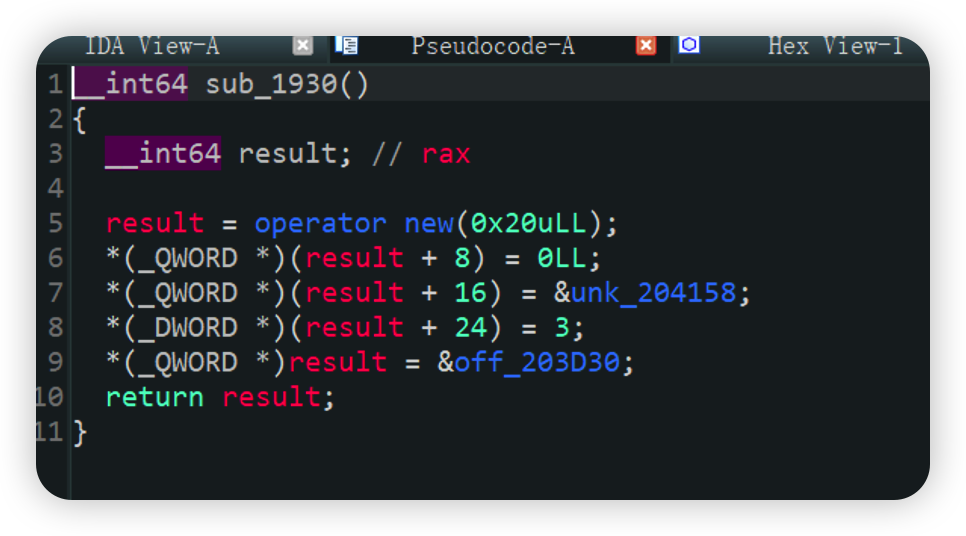 IDA View-A Pseudocode-A Hex View-1
1 __int64 sub_1930()
2 {
3   __int64 result; // rax
4
5   result = operator new(0x20uLL);
6   *(_QWORD *)(result + 8) = 0LL;
7   *(_QWORD *)(result + 16) = &unk_204158;
8   *(_DWORD *)(result + 24) = 3;
9   *(_QWORD *)result = &off_203D30;
10   return result;
11 }